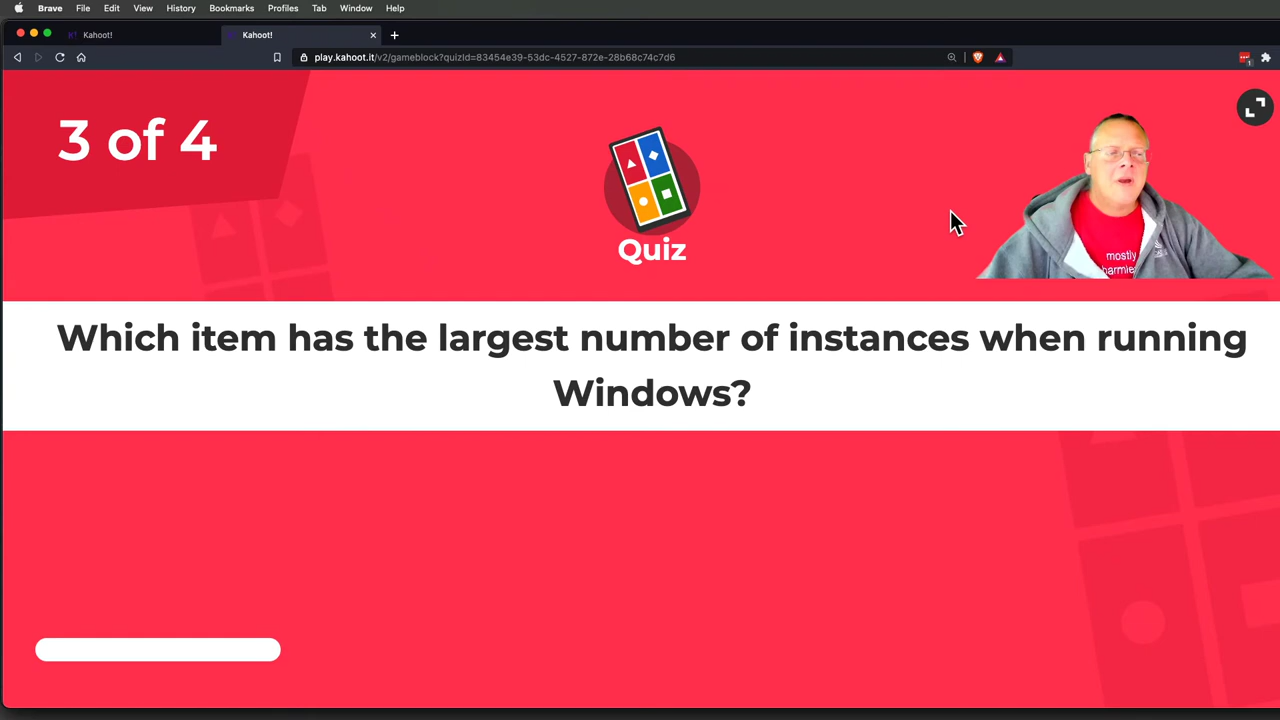 Brave File Edit View History Bookmarks Profiles Tab Window Help
Kahoot! Kahoot!
play.kahoot.it/v2/gameblock?quizId=83454e39-53dc-4527-872e-28b68c74c7d6
1
3 of 4
Quiz
mostly
harmle
Which item has the largest number of instances when running
Windows?